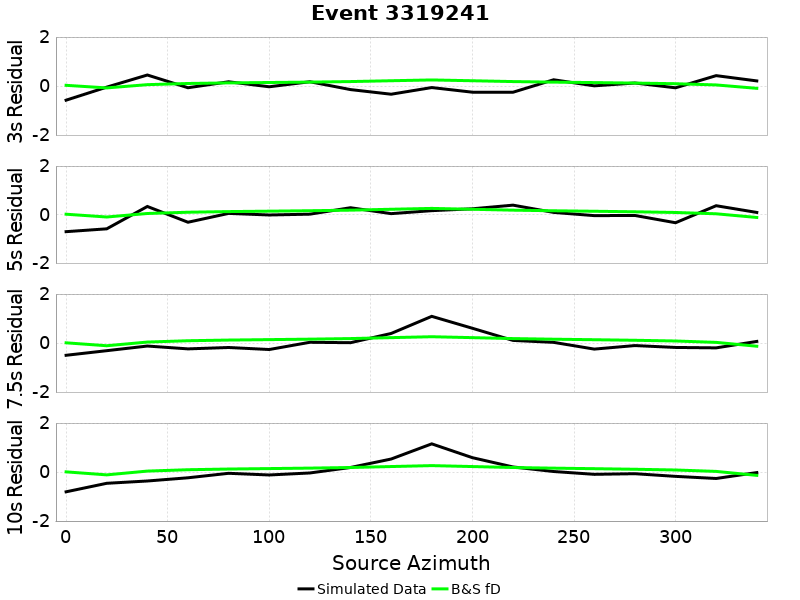 Event 3319241
3s Residual
2
0
-2
5s Residual
2
0
-2
7.5s Residual
2
0
-2
10s Residual
2
0
-2
0 50 100 150 200 250 300
Source Azimuth
Simulated Data B&S fD